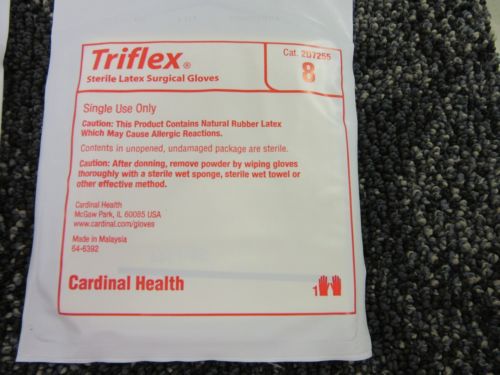 Triflex®
Sterile Latex Surgical Gloves
Cat. 2D7255
8
Single Use Only
Caution: This Product Contains Natural Rubber Latex
Which May Cause Allergic Reactions.
Contents in unopened, undamaged package are sterile.
Caution: After donning, remove powder by wiping gloves
thoroughly with a sterile wet sponge, sterile wet towel or
other effective method.
Cardinal Health
McGaw Park, IL 60085 USA
www.cardinal.com/gloves
Made in Malaysia
64-6392
Cardinal Health
1